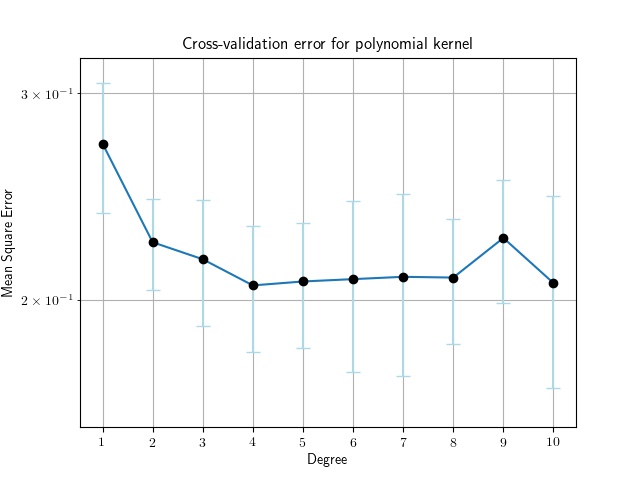 Cross-validation error for polynomial kernel
3 × 10⁻¹
2 × 10⁻¹
Mean Square Error
1 2 3 4 5 6 7 8 9 10
Degree